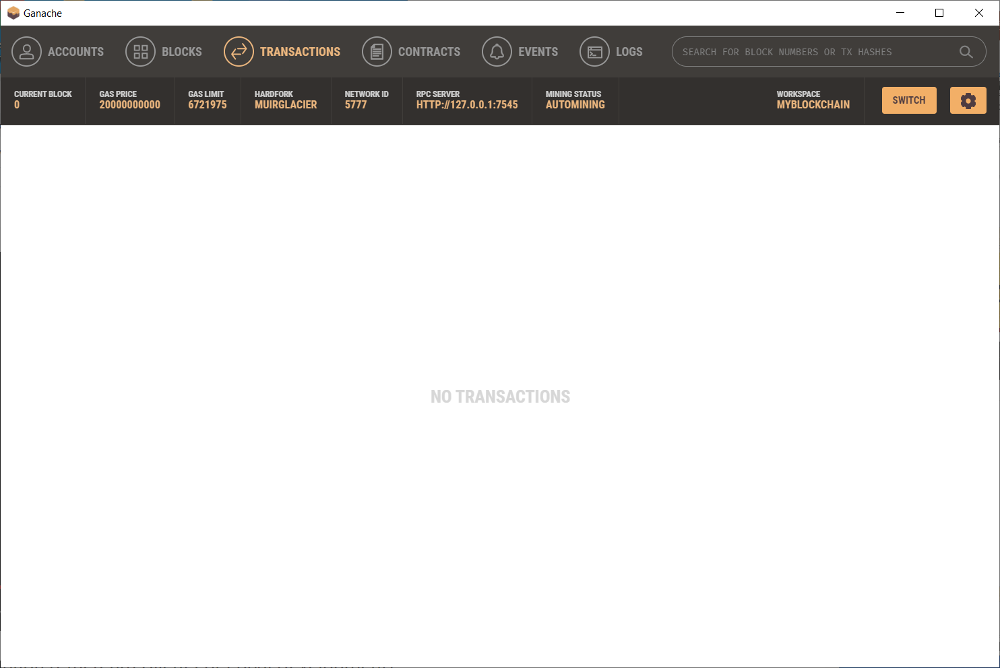 Ganache
ACCOUNTS BLOCKS TRANSACTIONS CONTRACTS EVENTS LOGS SEARCH FOR BLOCK NUMBERS OR TX HASHES
CURRENT BLOCK GAS PRICE GAS LIMIT HARDFORK NETWORK ID RPC SERVER MINING STATUS WORKSPACE
0 20000000000 6721975 MUIRGLACIER 5777 HTTP://127.0.0.1:7545 AUTOMINING MYBLOCKCHAIN
SWITCH
NO TRANSACTIONS